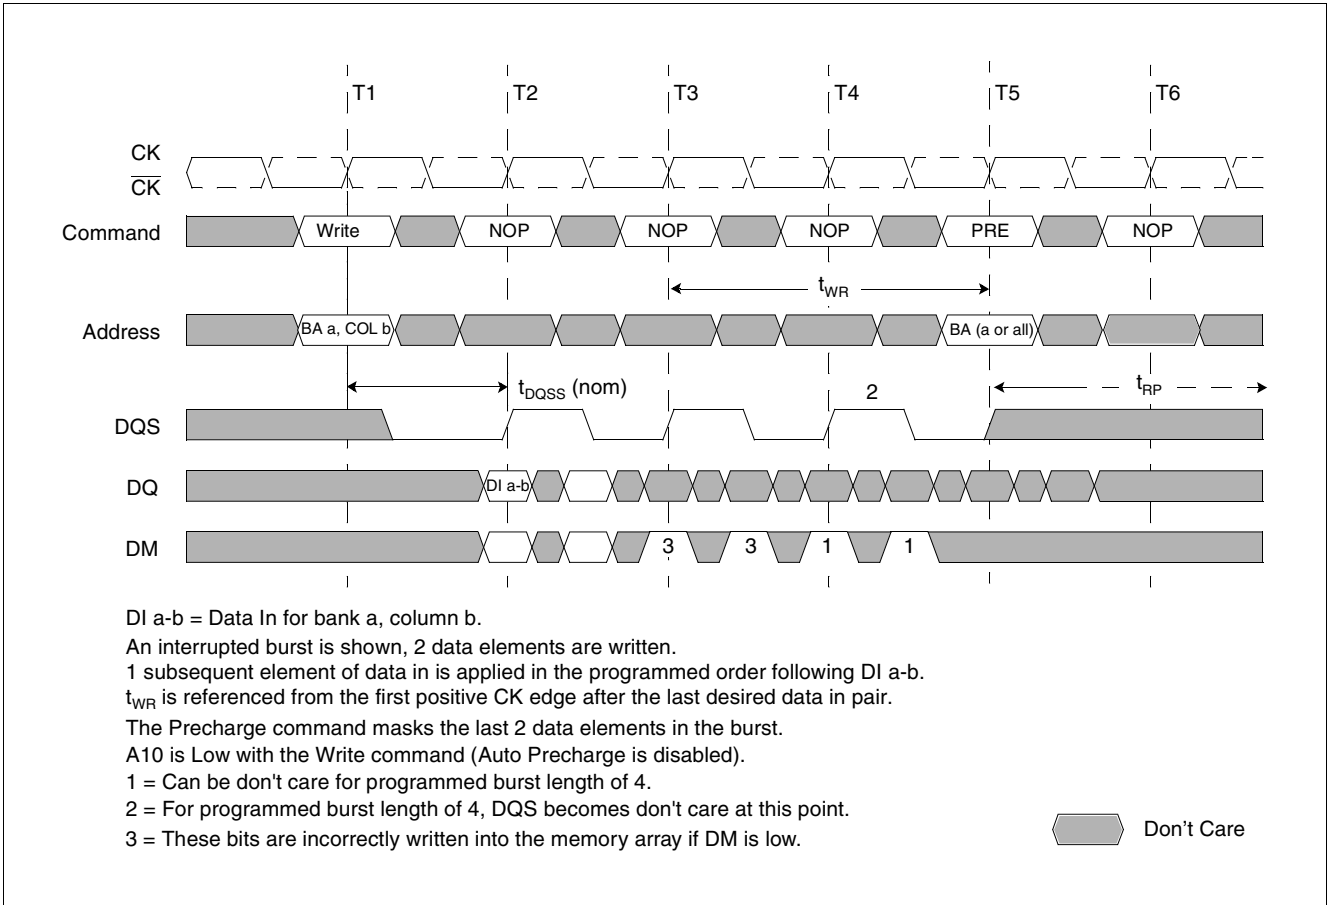 T1 T2 T3 T4 T5 T6
CK
CK
Command Write NOP NOP NOP PRE NOP
tWR
Address BA a, COL b BA (a or all)
tDQSS (nom) 2 tRP
DQS
DQ DI a-b
DM 3 3 1 1
DI a-b = Data In for bank a, column b.
An interrupted burst is shown, 2 data elements are written.
1 subsequent element of data in is applied in the programmed order following DI a-b.
tWR is referenced from the first positive CK edge after the last desired data in pair.
The Precharge command masks the last 2 data elements in the burst.
A10 is Low with the Write command (Auto Precharge is disabled).
1 = Can be don't care for programmed burst length of 4.
2 = For programmed burst length of 4, DQS becomes don't care at this point.
3 = These bits are incorrectly written into the memory array if DM is low.
Don't Care